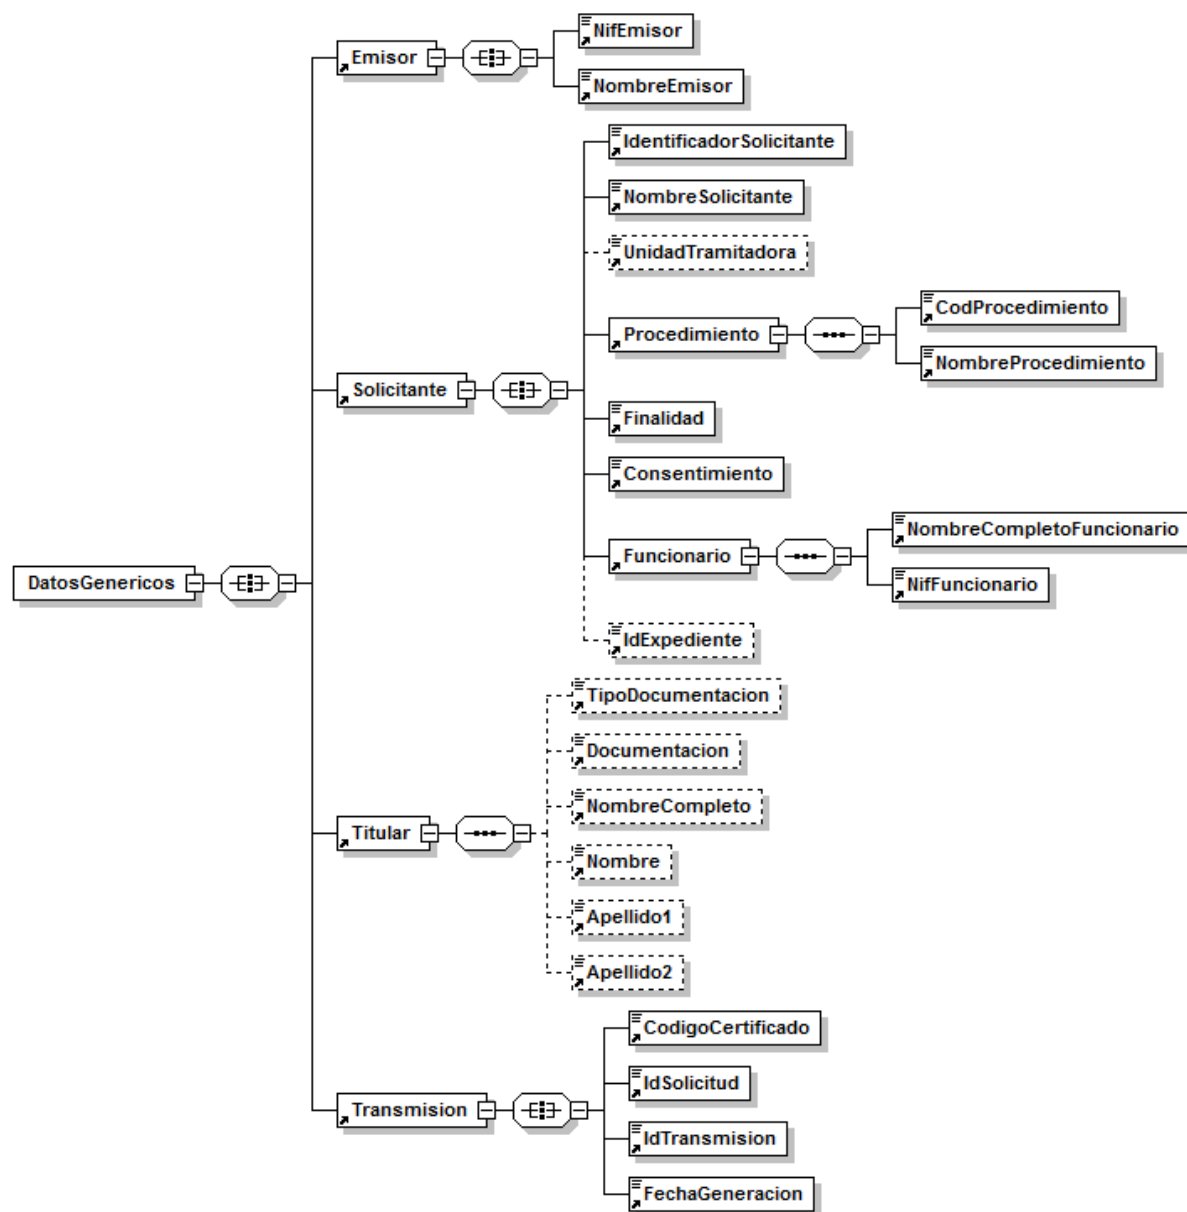 Emisor
NifEmisor
NombreEmisor
IdentificadorSolicitante
NombreSolicitante
UnidadTramitadora
Procedimiento
CodProcedimiento
NombreProcedimiento
Solicitante
Finalidad
Consentimiento
Funcionario
NombreCompletoFuncionario
NifFuncionario
DatosGenericos
IdExpediente
TipoDocumentacion
Documentacion
NombreCompleto
Titular
Nombre
Apellido1
Apellido2
CodigoCertificado
IdSolicitud
Transmision
IdTransmision
FechaGeneracion